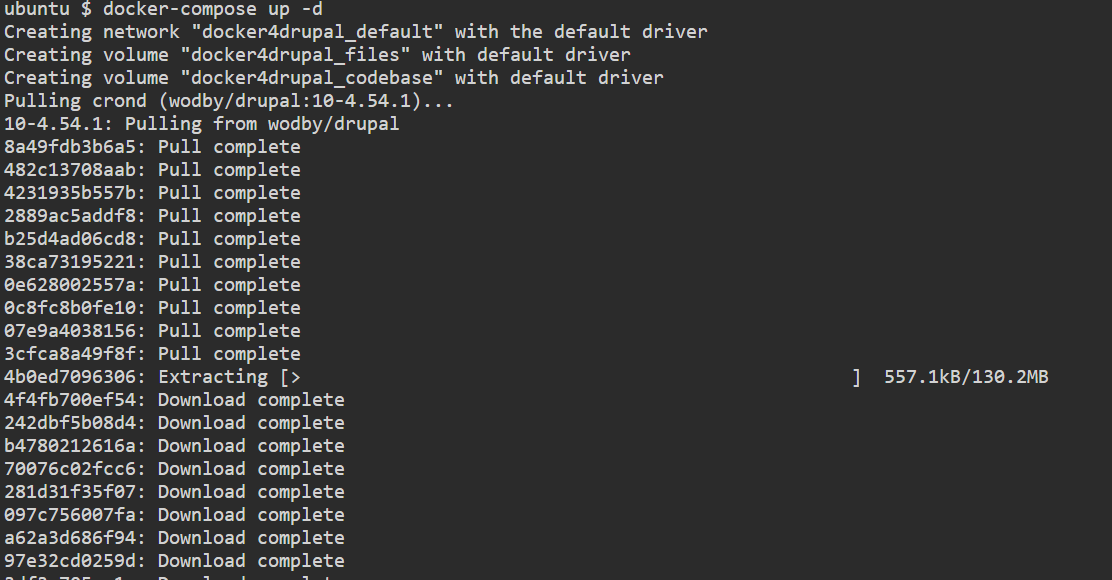 ubuntu $ docker-compose up -d
Creating network "docker4drupal_default" with the default driver
Creating volume "docker4drupal_files" with default driver
Creating volume "docker4drupal_codebase" with default driver
Pulling crond (wodby/drupal:10-4.54.1)...
10-4.54.1: Pulling from wodby/drupal
8a49fdb3b6a5: Pull complete
482c13708aab: Pull complete
4231935b557b: Pull complete
2889ac5addf8: Pull complete
b25d4ad06cd8: Pull complete
38ca73195221: Pull complete
0e628002557a: Pull complete
0c8fc8b0fe10: Pull complete
07e9a4038156: Pull complete
3cfca8a49f8f: Pull complete
4b0ed7096306: Extracting [>                                                  ]  557.1kB/130.2MB
4f4fb700ef54: Download complete
242dbf5b08d4: Download complete
b4780212616a: Download complete
70076c02fcc6: Download complete
281d31f35f07: Download complete
097c756007fa: Download complete
a62a3d686f94: Download complete
97e32cd0259d: Download complete